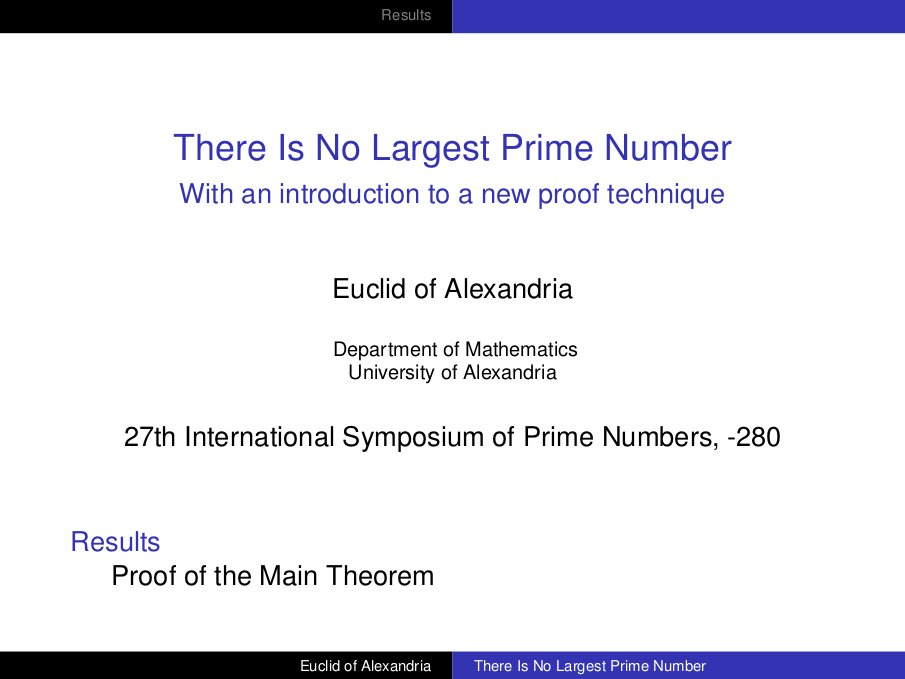 Results
There Is No Largest Prime Number
With an introduction to a new proof technique
Euclid of Alexandria
Department of Mathematics
University of Alexandria
27th International Symposium of Prime Numbers, -280
Results
Proof of the Main Theorem
Euclid of Alexandria
There Is No Largest Prime Number